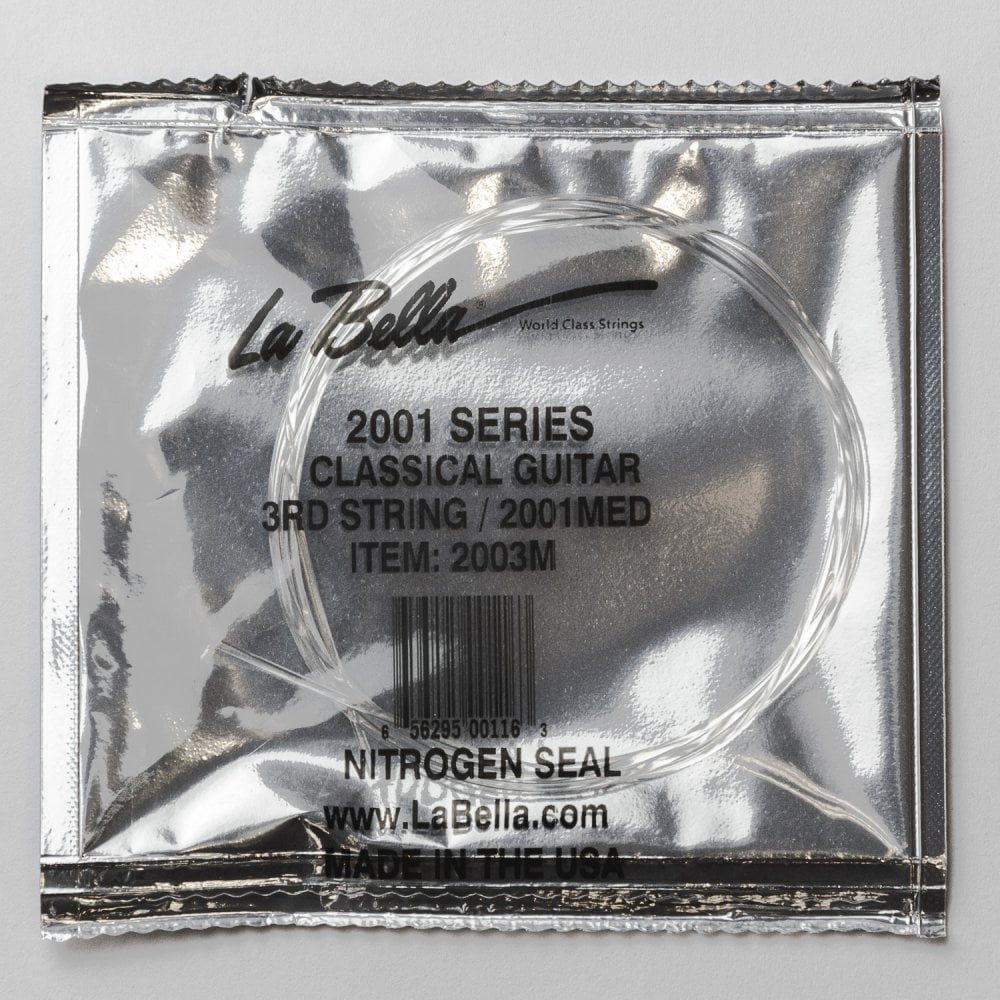 La Bella®
World Class Strings
2001 SERIES
CLASSICAL GUITAR
3RD STRING / 2001MED
ITEM: 2003M
6 56295 00116 3
NITROGEN SEAL
www.LaBella.com
MADE IN THE USA